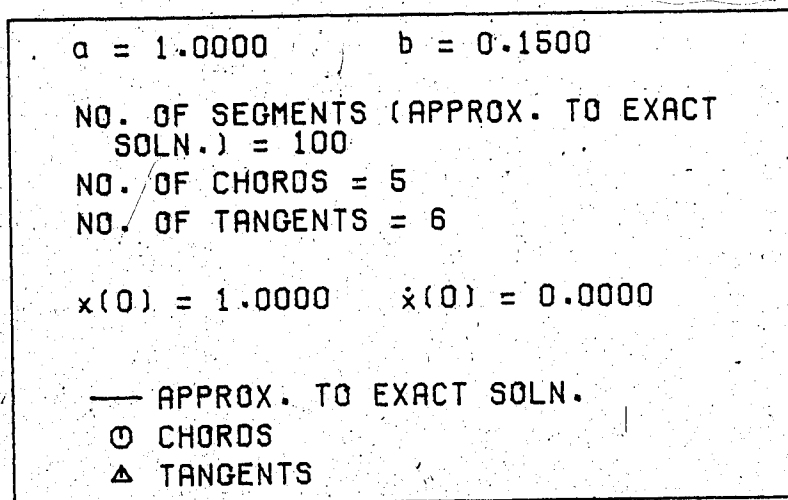 a = 1.0000 b = 0.1500
NO. OF SEGMENTS (APPROX. TO EXACT
SOLN.) = 100
NO. OF CHORDS = 5
NO. OF TANGENTS = 6
x(0) = 1.0000 ẋ(0) = 0.0000
— APPROX. TO EXACT SOLN.
CHORDS
TANGENTS